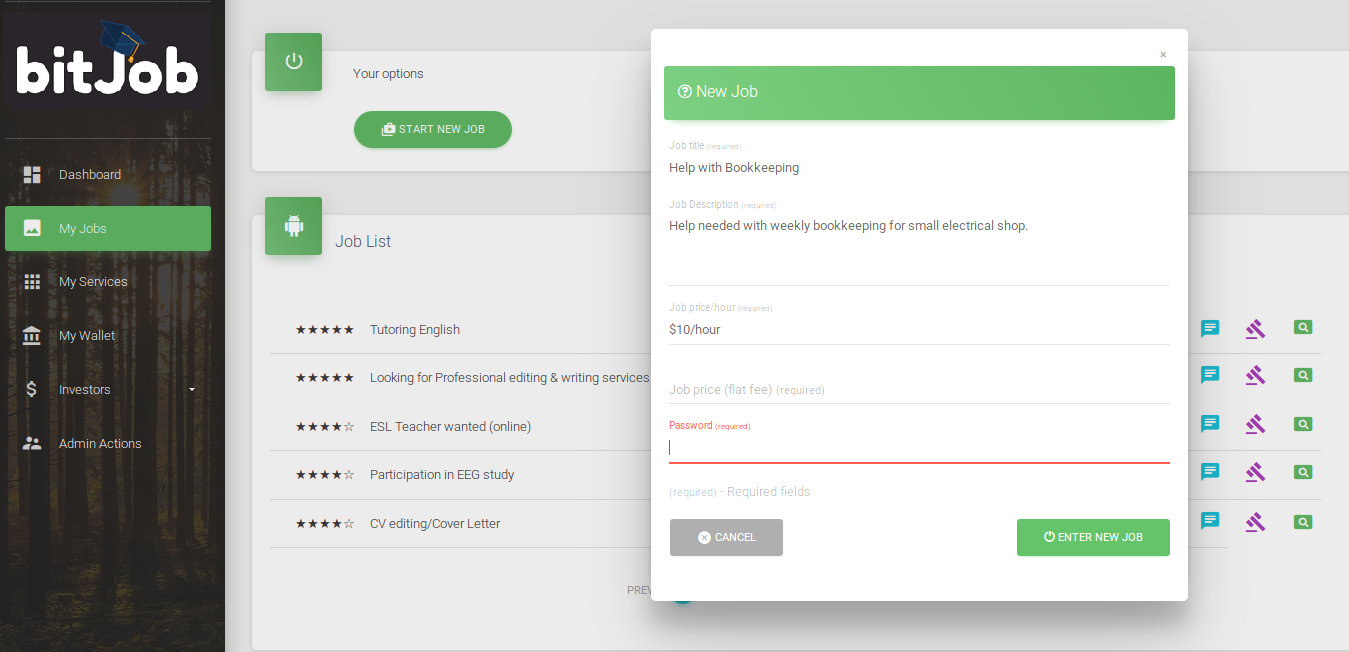 bitJob
Dashboard
My Jobs
My Services
My Wallet
Investors
Admin Actions
Your options
START NEW JOB
Job List
★★★★★ Tutoring English
★★★★★ Looking for Professional editing & writing services
★★★★☆ ESL Teacher wanted (online)
★★★★☆ Participation in EEG study
★★★★☆ CV editing/Cover Letter
×
New Job
Job title (required)
Help with Bookkeeping
Job Description (required)
Help needed with weekly bookkeeping for small electrical shop.
Job price/hour (required)
$10/hour
Job price (flat fee) (required)
Password (required)
(required) - Required fields
CANCEL
ENTER NEW JOB